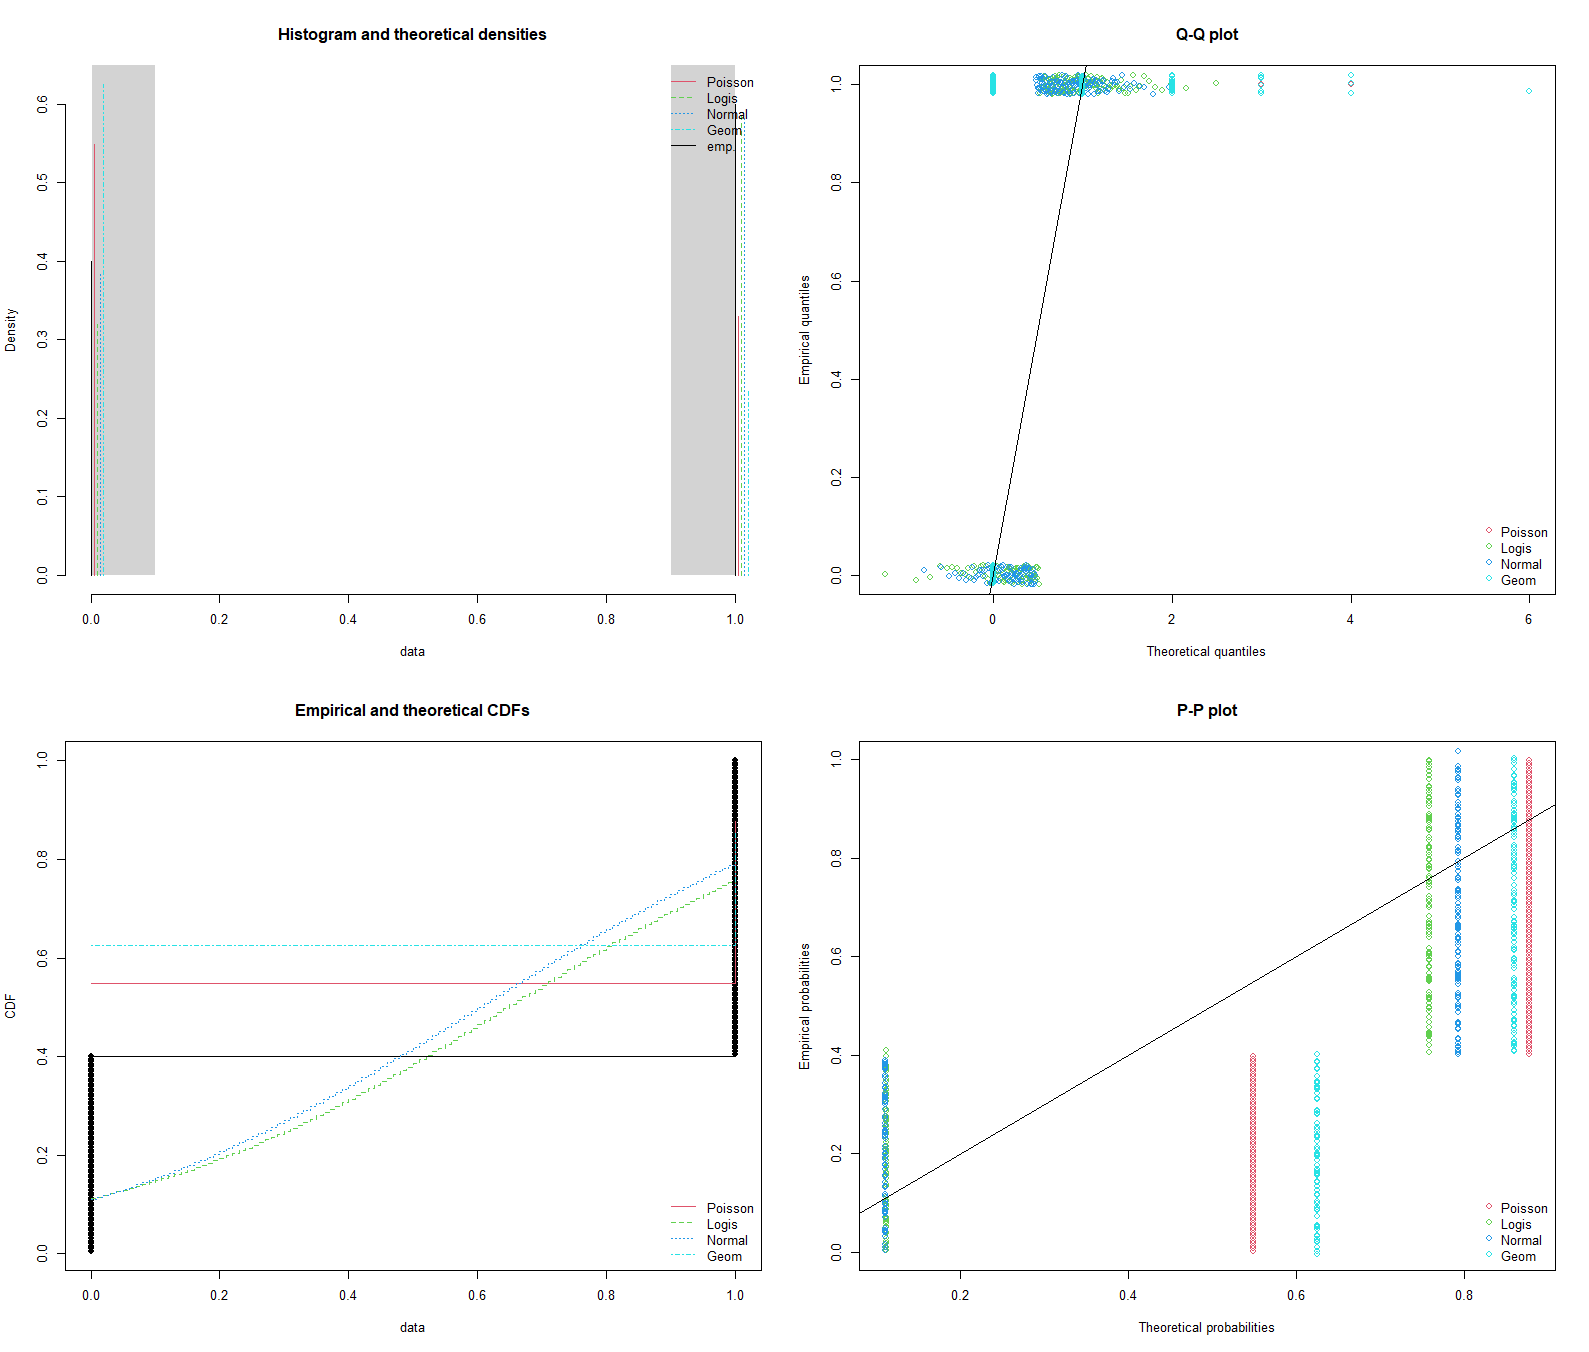 Histogram and theoretical densities
Density
0.0 0.1 0.2 0.3 0.4 0.5 0.6
Poisson
Logis
Normal
Geom
emp.
0.0 0.2 0.4 0.6 0.8 1.0
data
Q-Q plot
Empirical quantiles
0.0 0.2 0.4 0.6 0.8 1.0
Poisson
Logis
Normal
Geom
0 2 4 6
Theoretical quantiles
Empirical and theoretical CDFs
CDF
0.0 0.2 0.4 0.6 0.8 1.0
Poisson
Logis
Normal
Geom
0.0 0.2 0.4 0.6 0.8 1.0
data
P-P plot
Empirical probabilities
0.0 0.2 0.4 0.6 0.8 1.0
Poisson
Logis
Normal
Geom
0.2 0.4 0.6 0.8
Theoretical probabilities